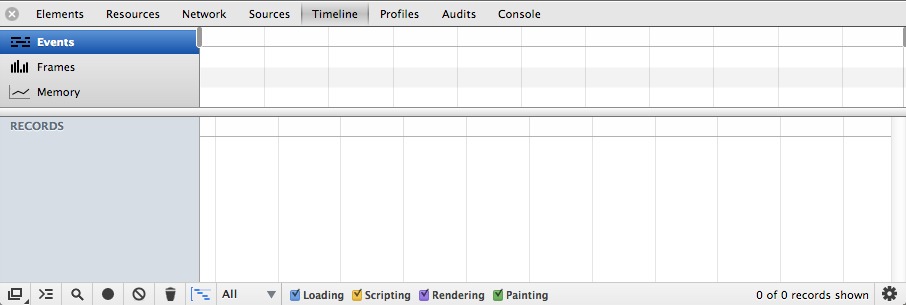 Elements Resources Network Sources Timeline Profiles Audits Console
Events
Frames
Memory
RECORDS
All Loading Scripting Rendering Painting 0 of 0 records shown